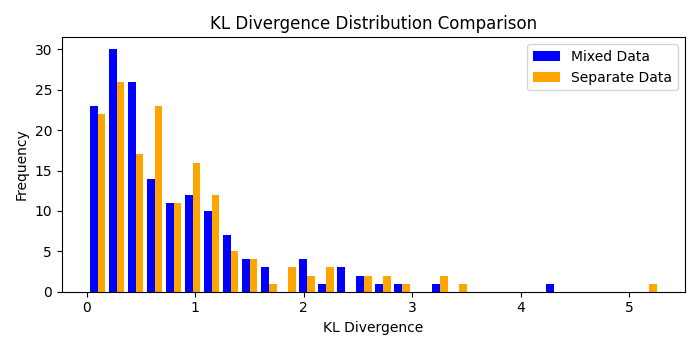 KL Divergence Distribution Comparison
Mixed Data
Separate Data
Frequency
30
25
20
15
10
5
0
0 1 2 3 4 5
KL Divergence